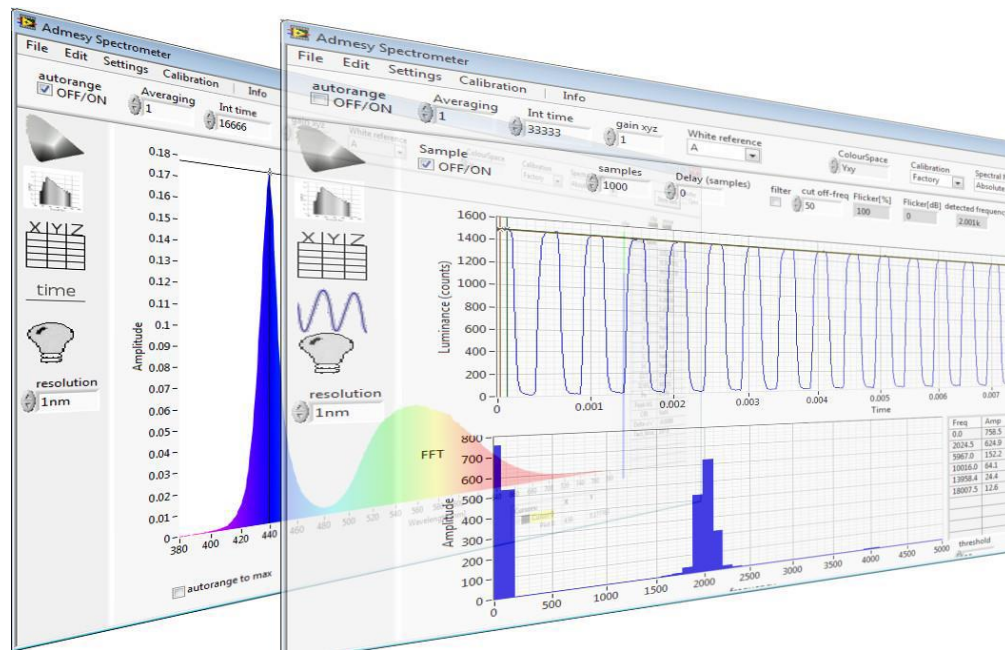 Admesy Spectrometer
File Edit Settings Calibration Info
autorange
OFF/ON
Averaging
1
Int time
16666
0.18
0.17
0.16
0.15
0.14
0.13
0.12
0.11
0.1
0.09
0.08
0.07
0.06
0.05
0.04
0.03
0.02
0.01
0
Amplitude
380 400 420 440 460 480 500 520 540 560
X Y Z
time
resolution
1nm
autorange to max
Admesy Spectrometer
File Edit Settings Calibration Info
autorange
OFF/ON
Averaging
1
Int time
33333
gain xyz
1
White reference
A
ColourSpace
Yxy
Calibration
Factory
Absolute
Sample
OFF/ON
samples
1000
Delay (samples)
0
filter
cut off-freq
50
Flicker[%]
100
Flicker[dB]
0
detected frequency
2.001k
X Y Z
resolution
1nm
1600
1400
1200
1000
800
600
400
200
0
Luminance (counts)
0 0.001 0.002 0.003 0.004 0.005 0.006 0.007
Time
FFT
800
700
600
500
400
300
200
100
0
Amplitude
0 500 1000 1500 2000 2500 3000 3500 4000 4500 5000
Freq Amp
0.0 758.5
2024.5 624.9
5967.0 152.2
10016.0 64.1
13958.4 24.4
18007.5 12.6
threshold